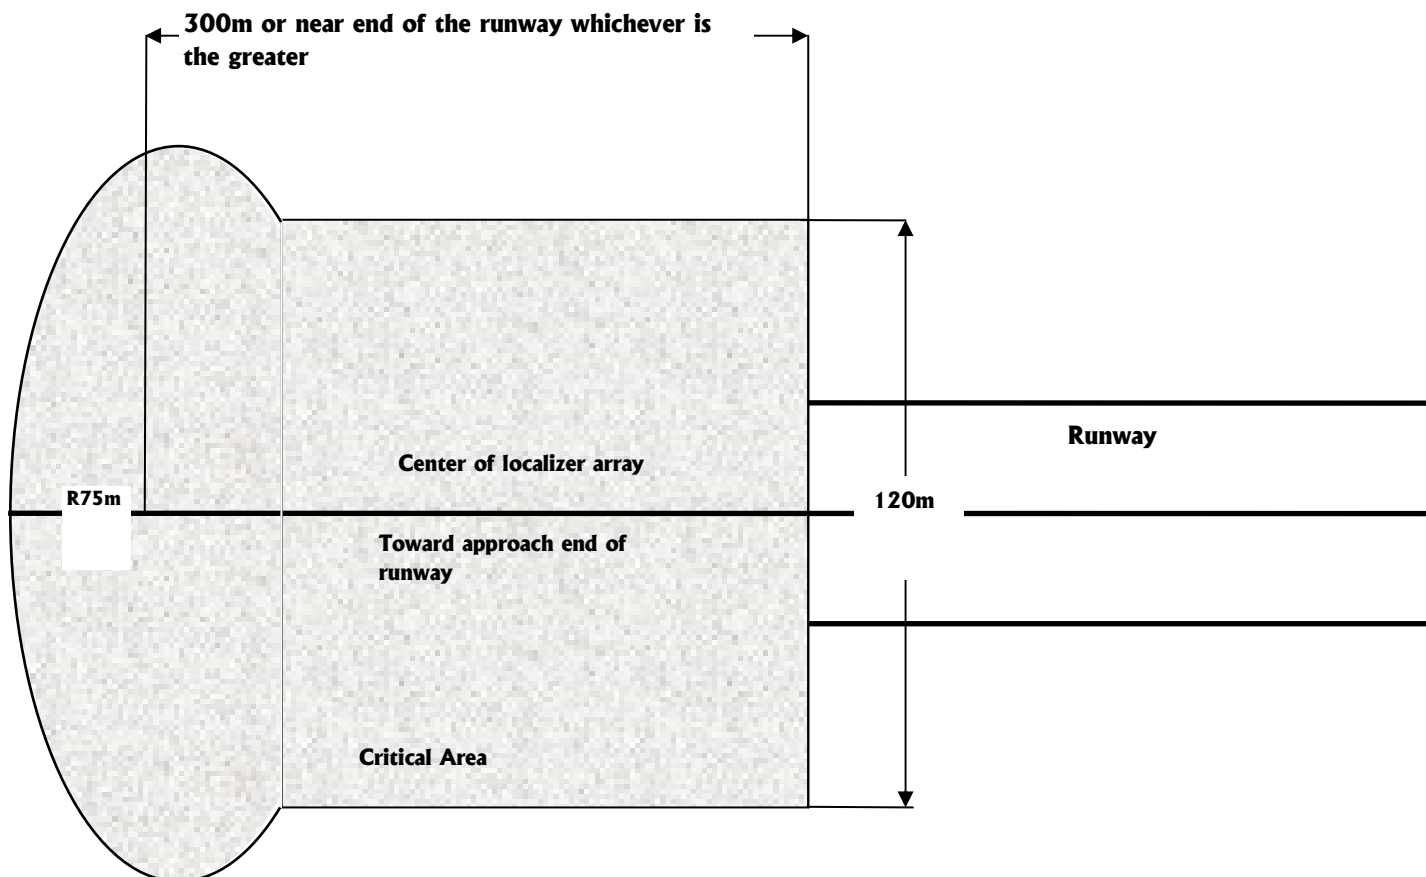 300m or near end of the runway whichever is
the greater
Runway
Center of localizer array
R75m
120m
Toward approach end of
runway
Critical Area